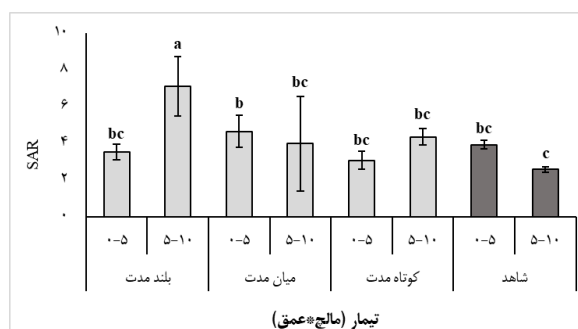 ۱۰
۸
۶
۴
۲
۰
SAR
bc a b bc bc bc bc c
۰-۵ ۵-۱۰ ۰-۵ ۵-۱۰ ۰-۵ ۵-۱۰ ۰-۵ ۵-۱۰
بلند مدت میان مدت کوتاه مدت شاهد
تیمار (مالچ*عمق)